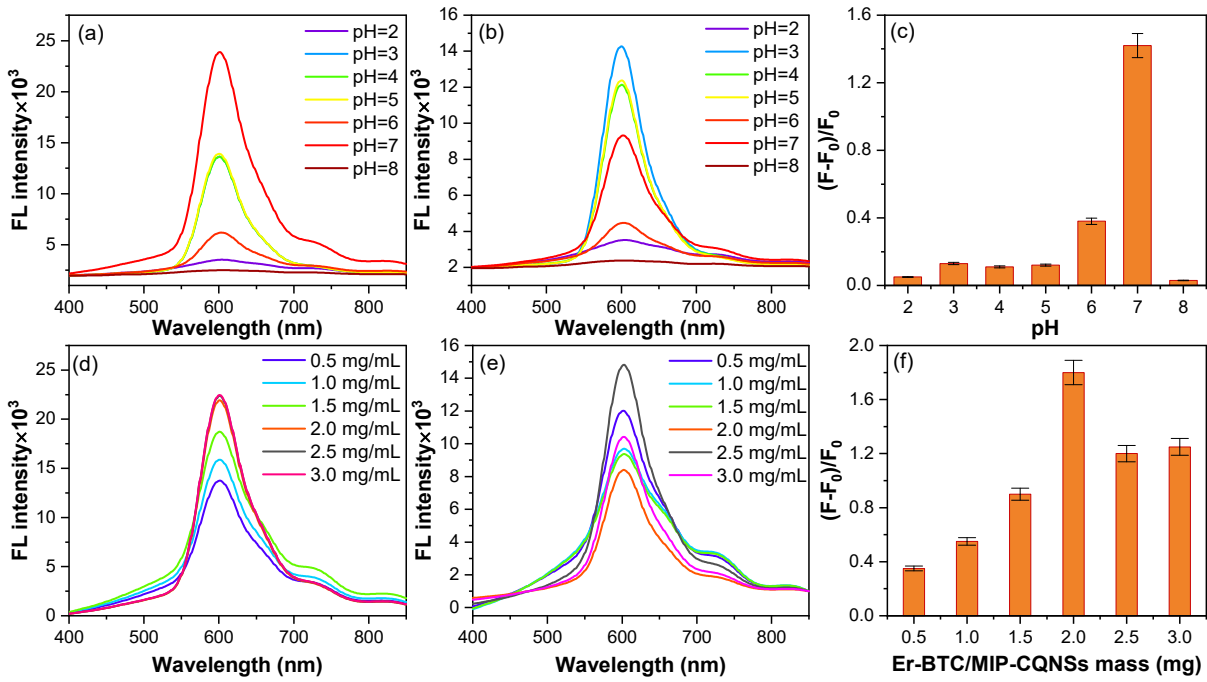 (a)
25
20
15
10
5
FL intensity×10³
pH=2
pH=3
pH=4
pH=5
pH=6
pH=7
pH=8
400 500 600 700 800
Wavelength (nm)
(b)
16
14
12
10
8
6
4
2
FL intensity×10³
pH=2
pH=3
pH=4
pH=5
pH=6
pH=7
pH=8
400 500 600 700 800
Wavelength (nm)
(c)
1.6
1.2
0.8
0.4
0.0
(F-F₀)/F₀
2 3 4 5 6 7 8
pH
(d)
25
20
15
10
5
0
FL intensity×10³
0.5 mg/mL
1.0 mg/mL
1.5 mg/mL
2.0 mg/mL
2.5 mg/mL
3.0 mg/mL
400 500 600 700 800
Wavelength (nm)
(e)
16
14
12
10
8
6
4
2
0
FL intensity×10³
0.5 mg/mL
1.0 mg/mL
1.5 mg/mL
2.0 mg/mL
2.5 mg/mL
3.0 mg/mL
400 500 600 700 800
Wavelength (nm)
(f)
2.0
1.6
1.2
0.8
0.4
0.0
(F-F₀)/F₀
0.5 1.0 1.5 2.0 2.5 3.0
Er-BTC/MIP-CQNSs mass (mg)